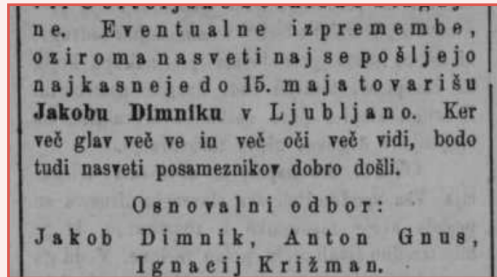 ne. Eventualne izpremembe,
oziroma nasveti naj se pošljejo
najkasneje do 15. maja tovarišu
Jakobu Dimniku v Ljubljano. Ker
več glav več ve in več oči več vidi, bodo
tudi nasveti posameznikov dobro došli.
Osnovalni odbor:
Jakob Dimnik, Anton Gnus,
Ignacij Križman.